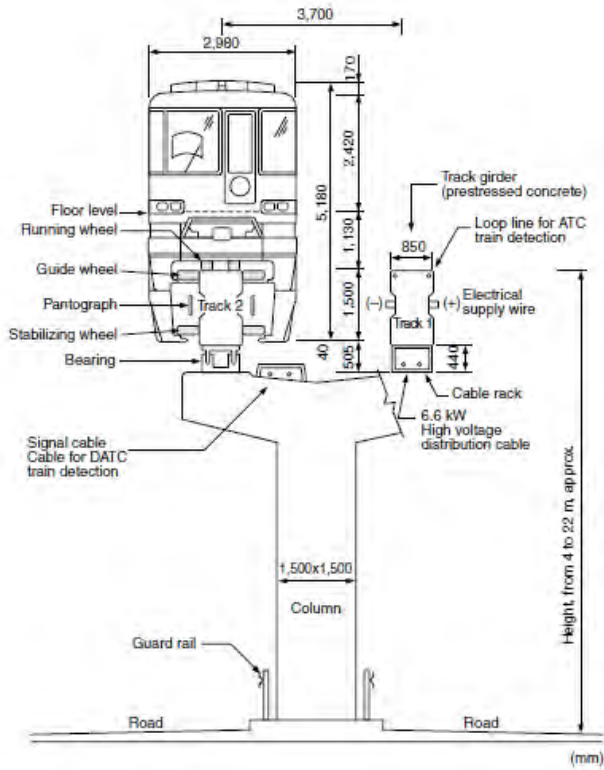 3,700
2,980
170
2,420
5,180
1,130
1,500
40
505
Floor level
Running wheel
Guide wheel
Pantograph
Stabilizing wheel
Bearing
Track 2
Track girder
(prestressed concrete)
Loop line for ATC
train detection
850
(–)
(+)
Electrical
supply wire
Track 1
440
Cable rack
6.6 kW
High voltage
distribution cable
Signal cable
Cable for DATC
train detection
Height, from 4 to 22 m, approx.
1,500x1,500
Column
Guard rail
Road
Road
(mm)